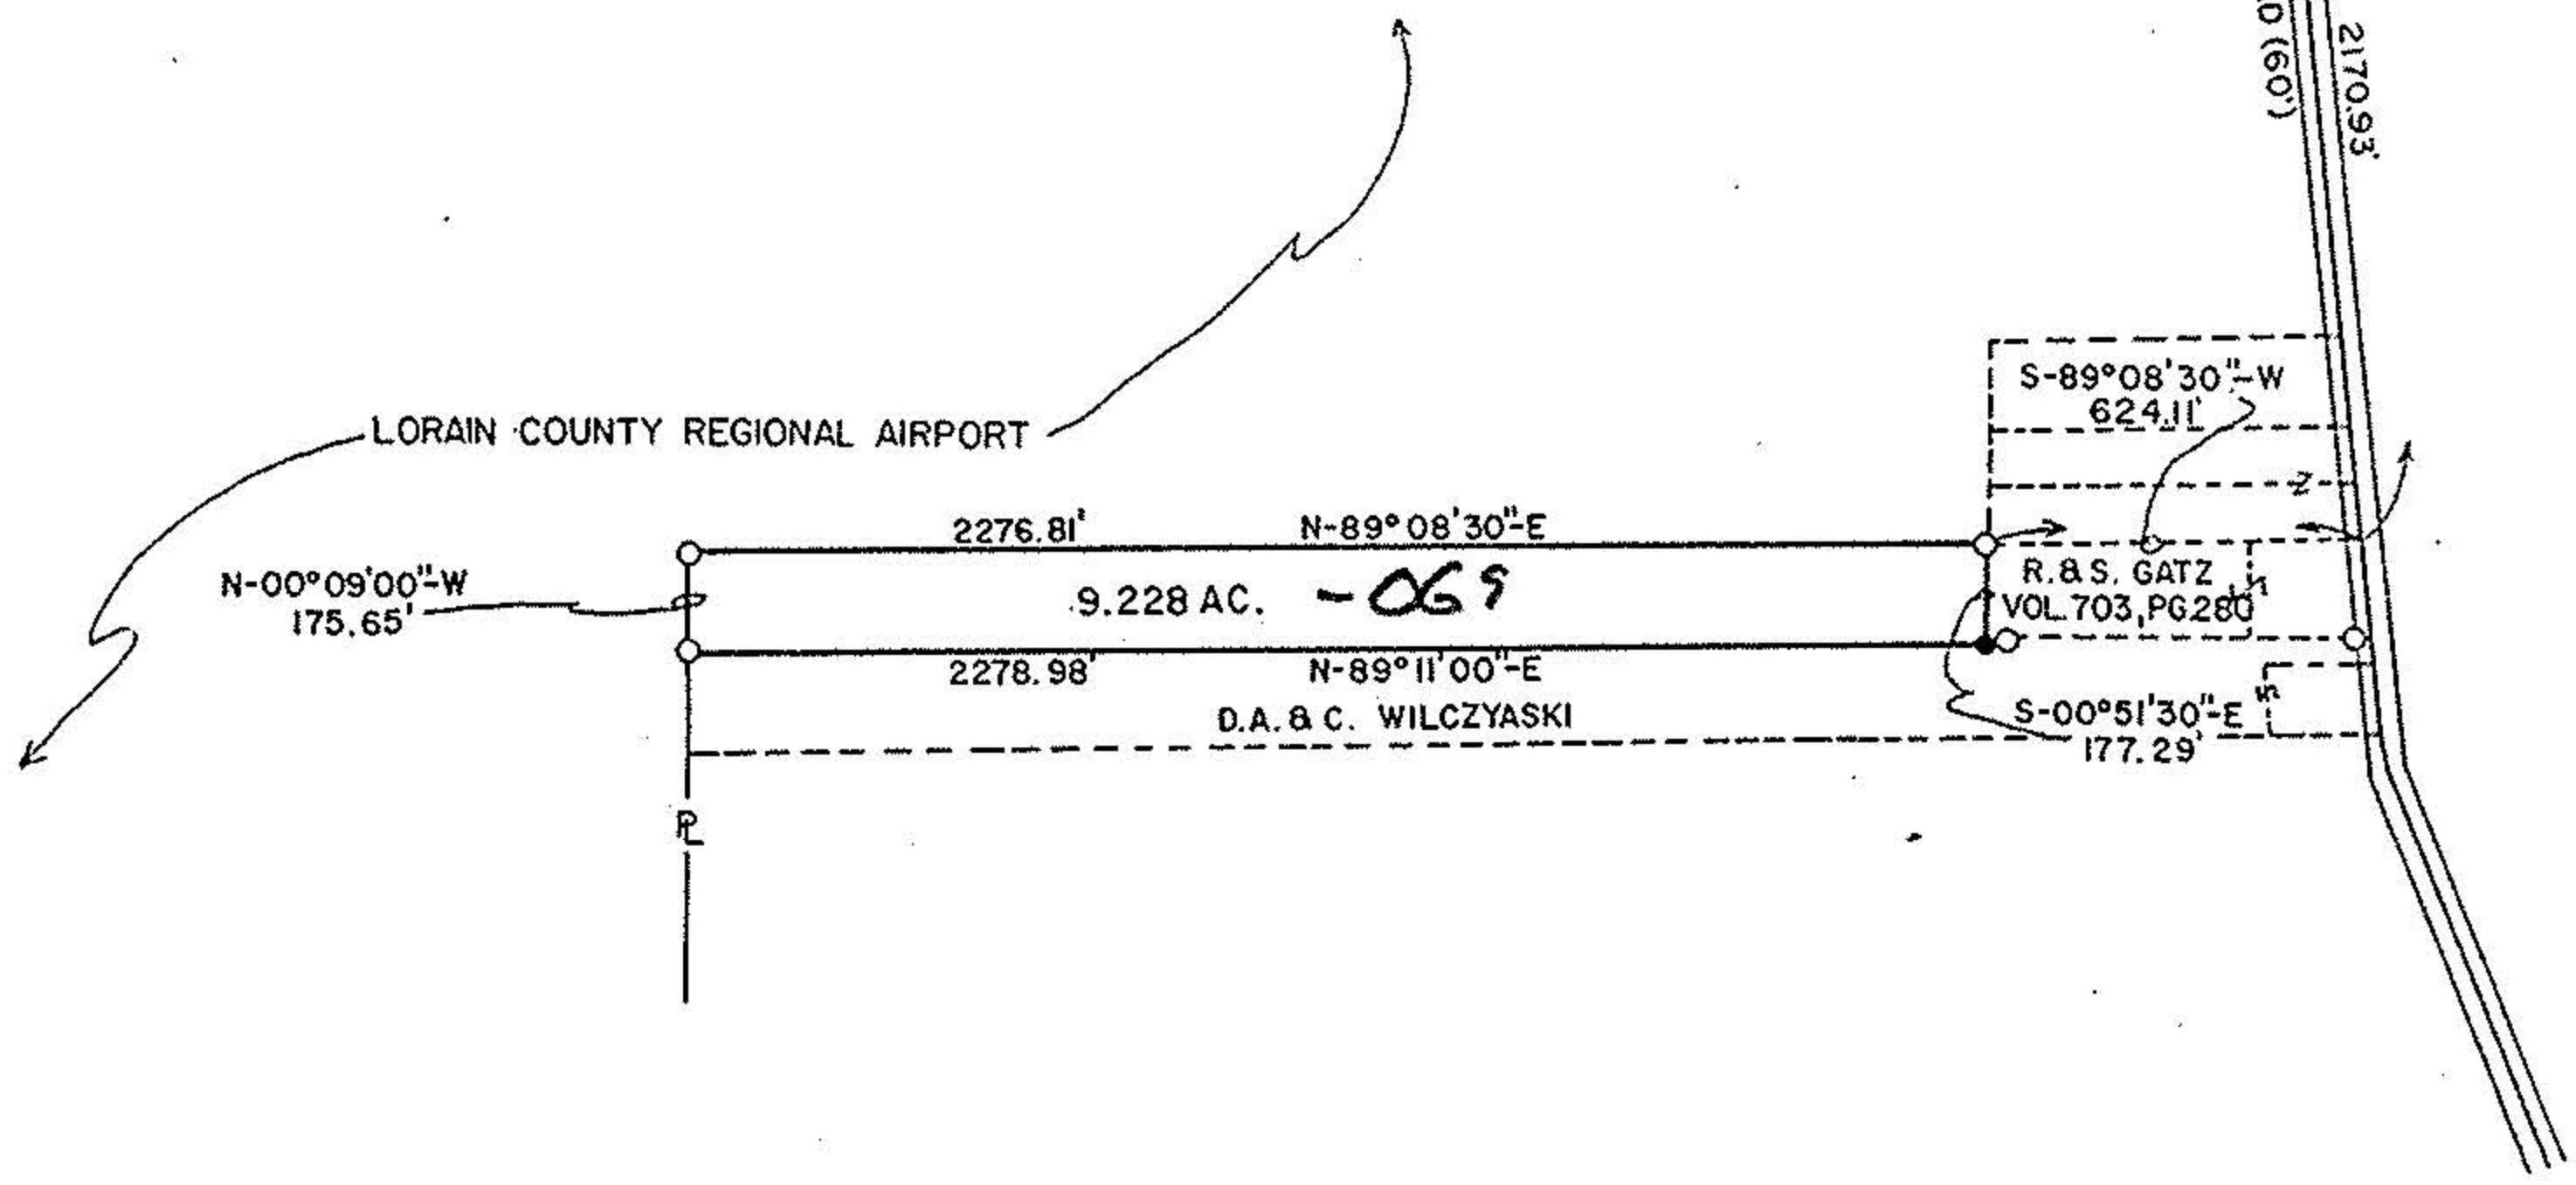 D (60')
2170.93'
S-89°08'30"-W
624.11'
LORAIN COUNTY REGIONAL AIRPORT
2276.81' N-89°08'30"-E
N-00°09'00"-W
175.65'
9.228 AC. -069
R.&S. GATZ
VOL.703,PG.280
2278.98' N-89°11'00"-E
D.A.&C. WILCZYASKI
S-00°51'30"-E
177.29'
PL